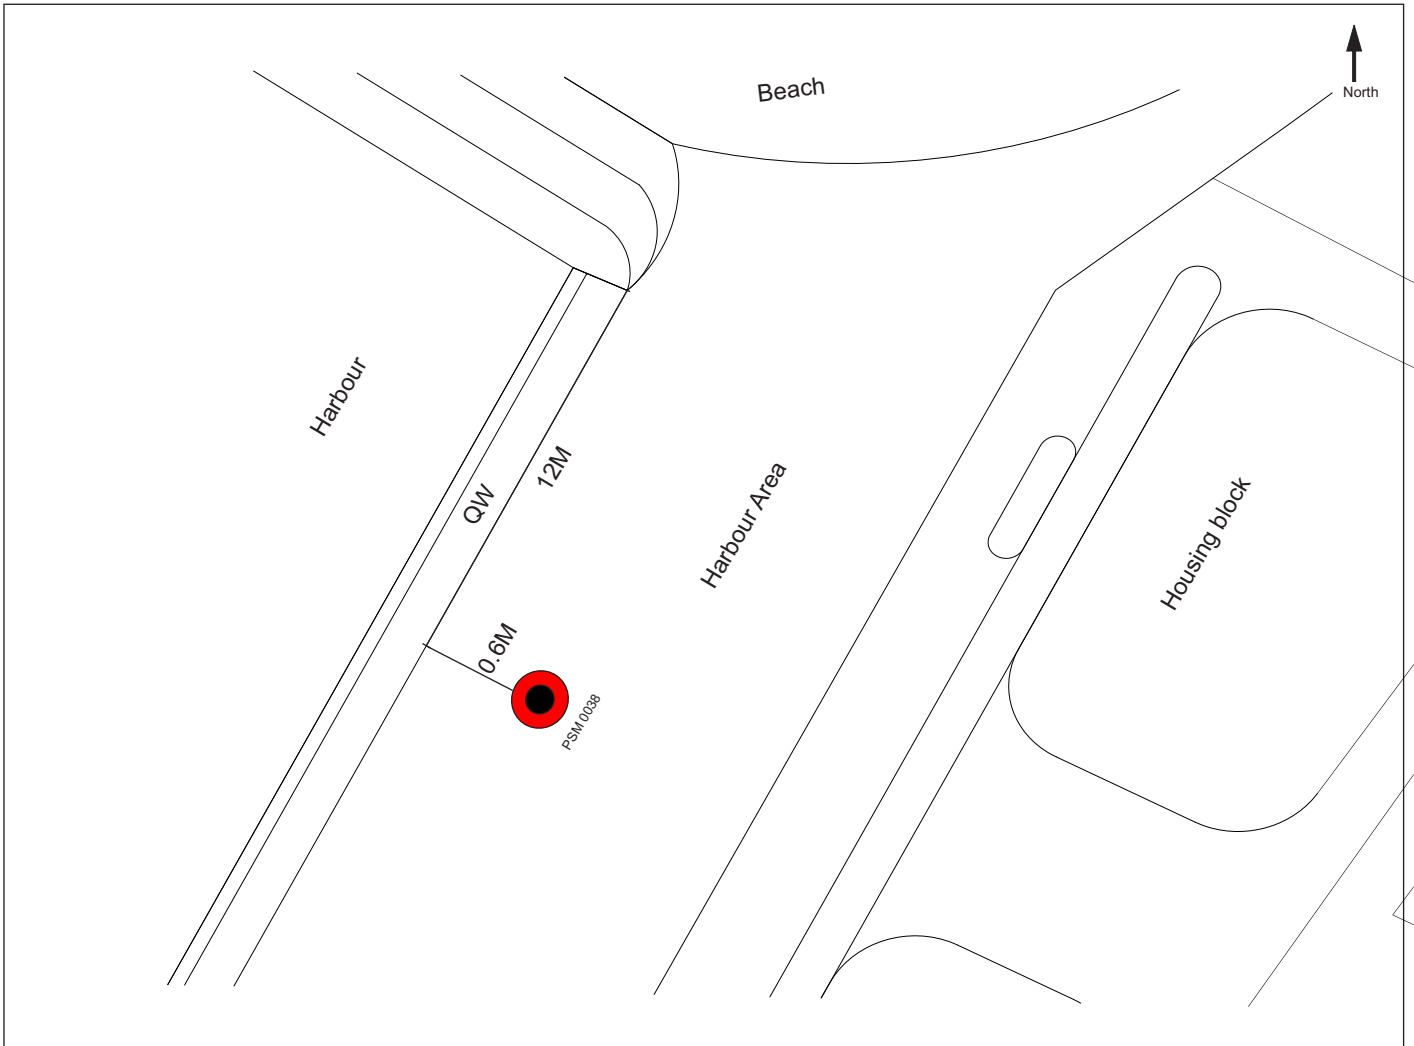 Beach
North
Harbour
12M
QW
Harbour Area
Housing block
0.6M
PSM 0038